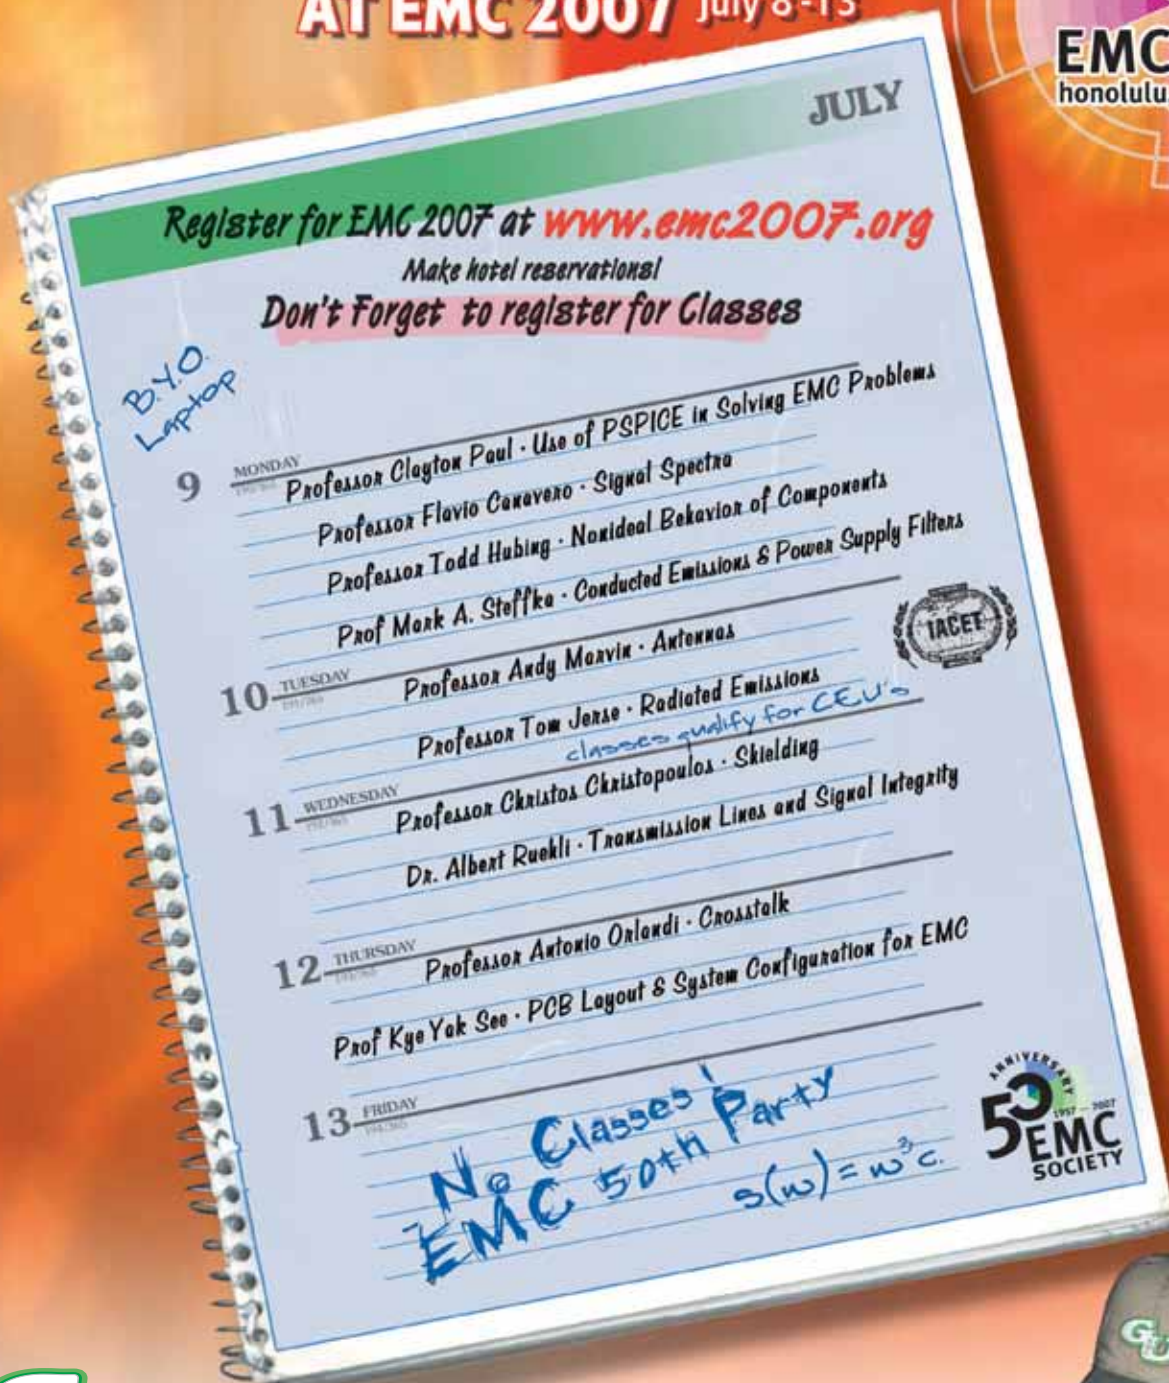 AT EMC 2007 July 8-13
EMC
honolulu
JULY
Register for EMC 2007 at www.emc2007.org
Make hotel reservations!
Don't Forget to register for Classes
B.Y.O.
Laptop
9 MONDAY
Professor Clayton Paul · Use of PSPICE in Solving EMC Problems
Professor Flavio Canavero · Signal Spectra
Professor Todd Hubing · Nonideal Behavior of Components
Prof Mark A. Steffka · Conducted Emissions & Power Supply Filters
10 TUESDAY
191/365
Professor Andy Marvin · Antennas
IACET
Professor Tom Jerse · Radiated Emissions
classes qualify for CEU's
11 WEDNESDAY
Professor Christos Christopoulos · Shielding
Dr. Albert Ruehli · Transmission Lines and Signal Integrity
12 THURSDAY
Professor Antonio Orlandi · Crosstalk
Prof Kye Yak See · PCB Layout & System Configuration for EMC
13 FRIDAY
194/365
No Classes!
EMC 50th Party
s(w) = w³c.
ANNIVERSARY
50
1957 - 2007
EMC
SOCIETY